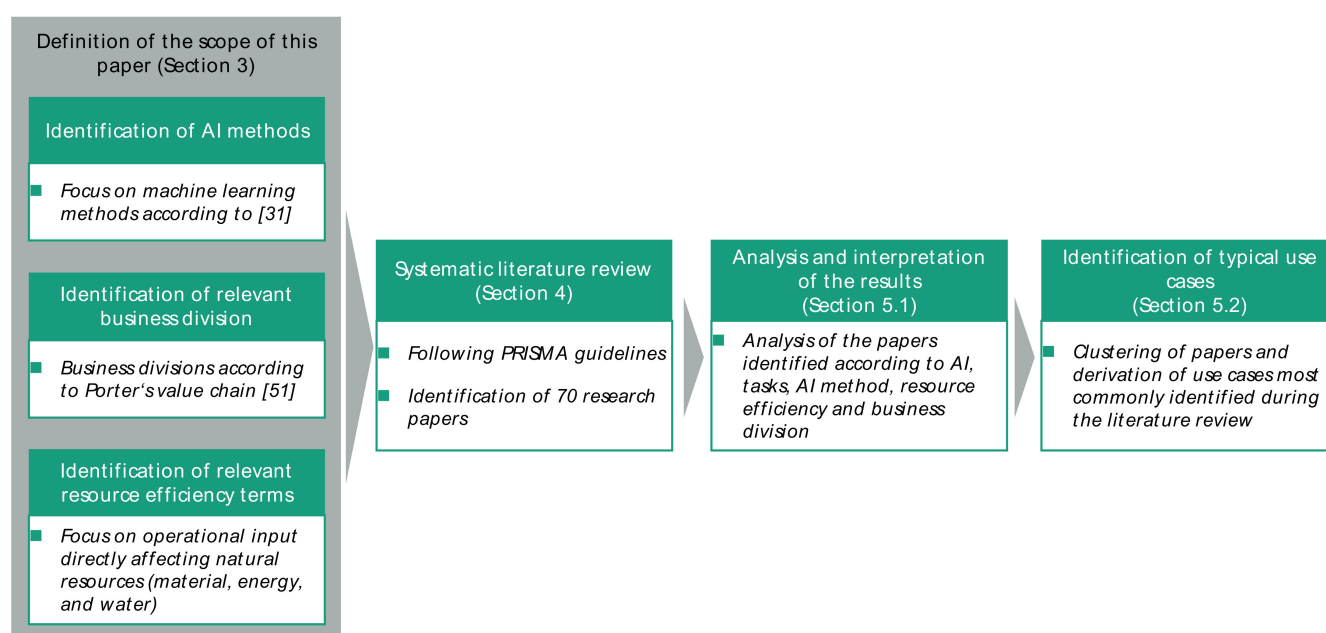 Definition of the scope of this
paper (Section 3)
Identification of AI methods
Focus on machine learning
methods according to [31]
Identification of relevant
business division
Business divisions according
to Porter‘s value chain [51]
Identification of relevant
resource efficiency terms
Focus on operational input
directly affecting natural
resources (material, energy,
and water)
Systematic literature review
(Section 4)
Following PRISMA guidelines
Identification of 70 research
papers
Analysis and interpretation
of the results
(Section 5.1)
Analysis of the papers
identified according to AI,
tasks, AI method, resource
efficiency and business
division
Identification of typical use
cases
(Section 5.2)
Clustering of papers and
derivation of use cases most
commonly identified during
the literature review